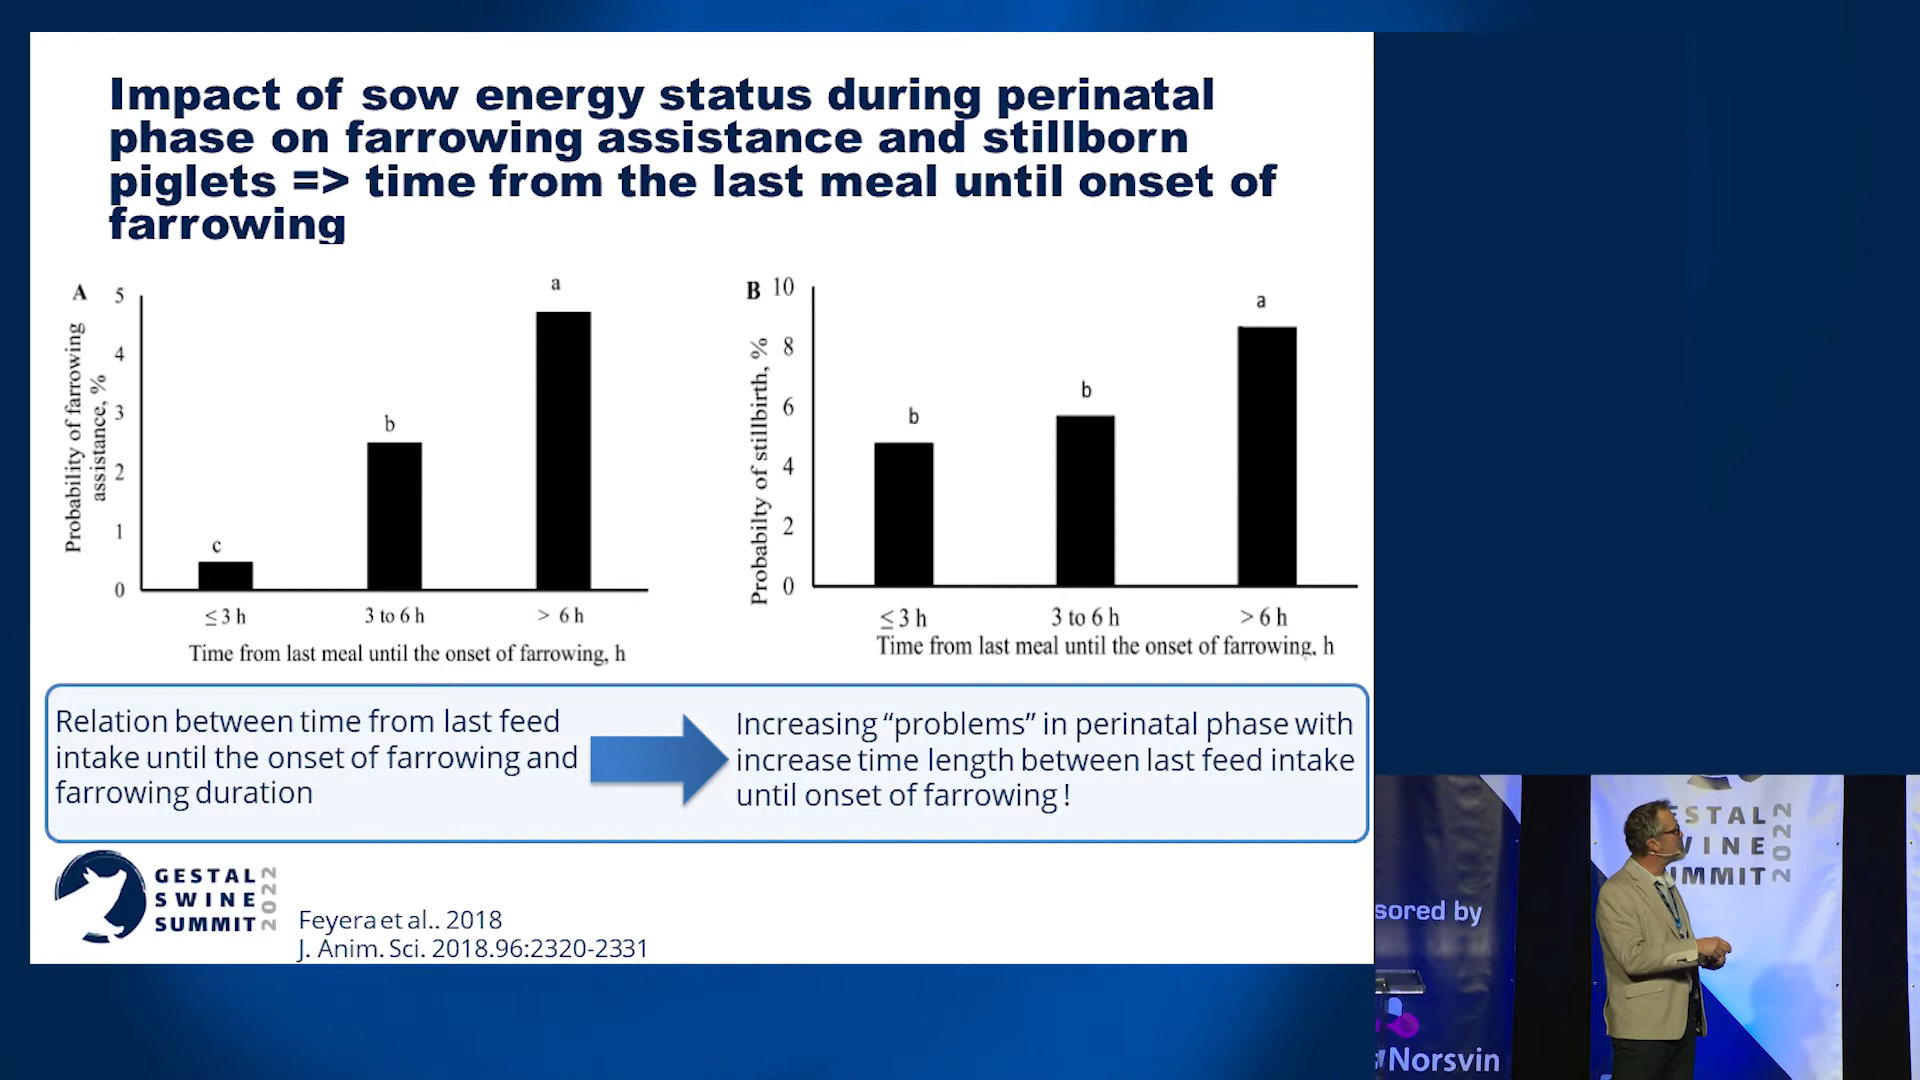 Impact of sow energy status during perinatal
phase on farrowing assistance and stillborn
piglets => time from the last meal until onset of
farrowing
A
5
4
3
2
1
0
Probability of farrowing
assistance, %
c
b
a
≤ 3 h
3 to 6 h
> 6 h
Time from last meal until the onset of farrowing, h
B
10
8
6
4
2
0
Probabilty of stillbirth, %
b
b
a
≤ 3 h
3 to 6 h
> 6 h
Time from last meal until the onset of farrowing, h
Relation between time from last feed
intake until the onset of farrowing and
farrowing duration
Increasing “problems” in perinatal phase with
increase time length between last feed intake
until onset of farrowing !
GESTAL
SWINE
SUMMIT
2022
Feyera et al.. 2018
J. Anim. Sci. 2018.96:2320-2331
ESTAL
WINE
MMIT
2022
sored by
Norsvin